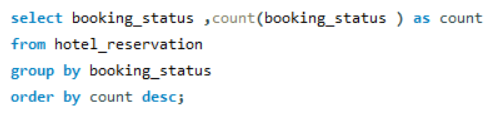 select booking_status ,count(booking_status ) as count
from hotel_reservation
group by booking_status
order by count desc;